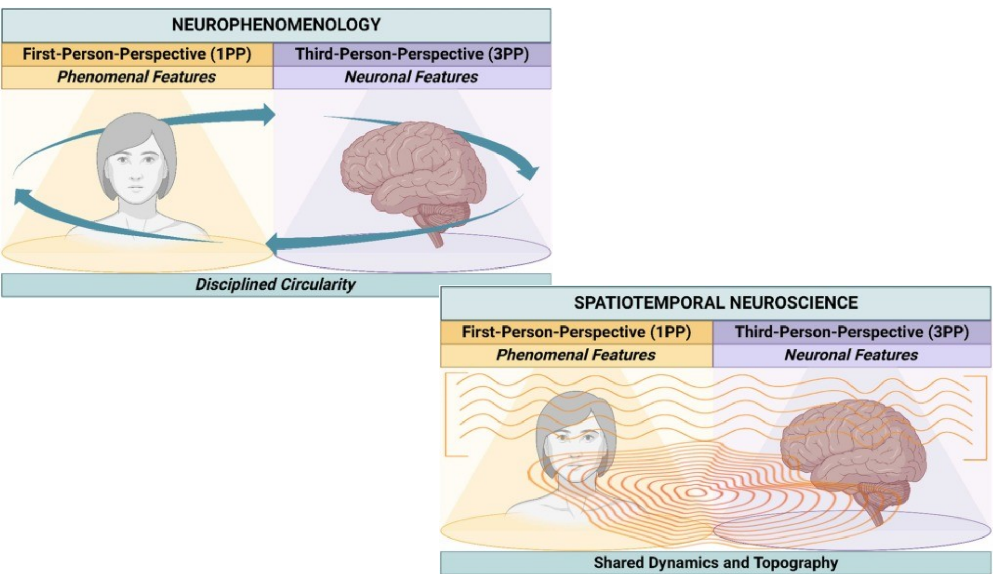 NEUROPHENOMENOLOGY
First-Person-Perspective (1PP)
Third-Person-Perspective (3PP)
Phenomenal Features
Neuronal Features
Disciplined Circularity
SPATIOTEMPORAL NEUROSCIENCE
First-Person-Perspective (1PP)
Third-Person-Perspective (3PP)
Phenomenal Features
Neuronal Features
Shared Dynamics and Topography